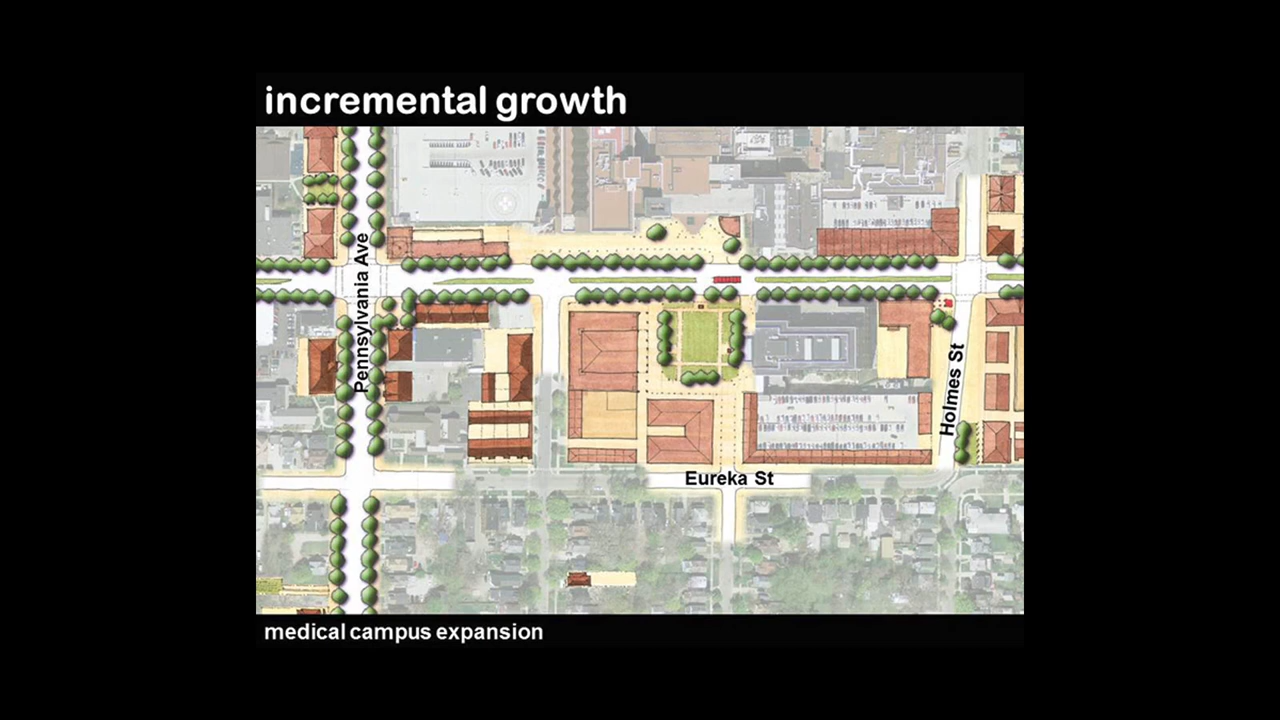 incremental growth
Pennsylvania Ave
Holmes St
Eureka St
medical campus expansion